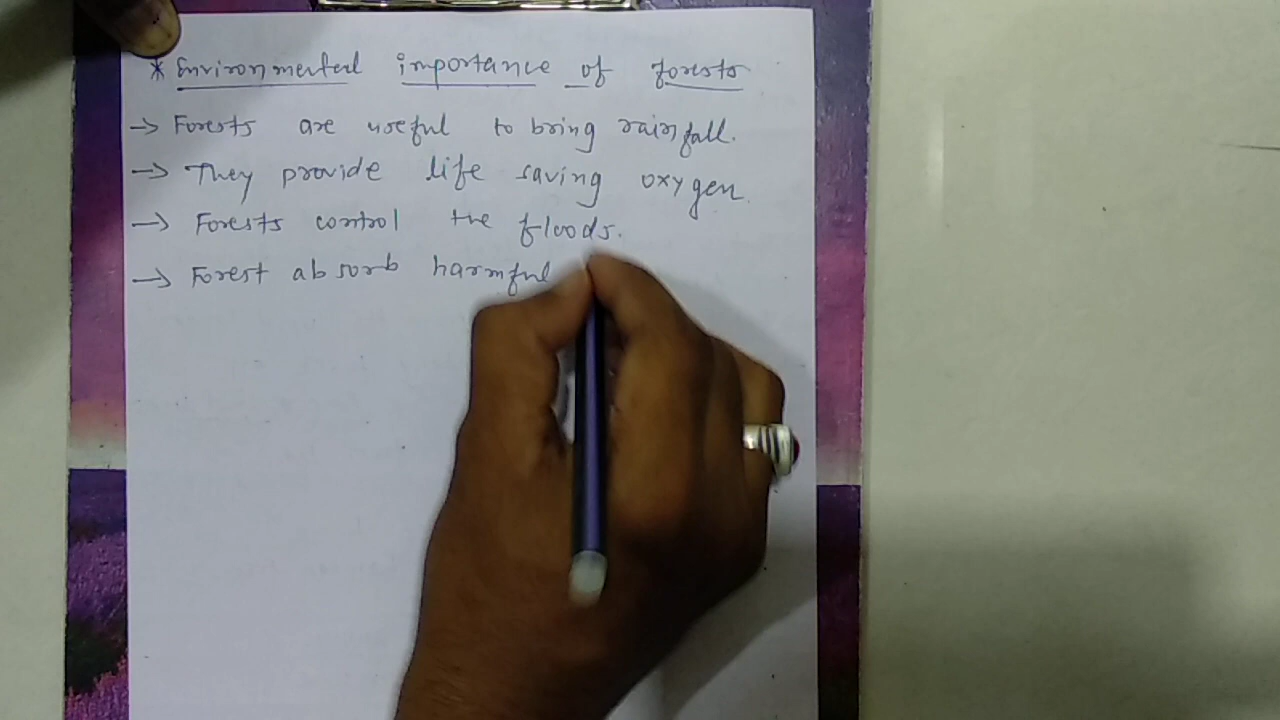 * Environmental importance of forests
→ Forests are useful to bring rainfall.
→ They provide life saving oxygen.
→ Forests control the floods.
→ Forest absorb harmful